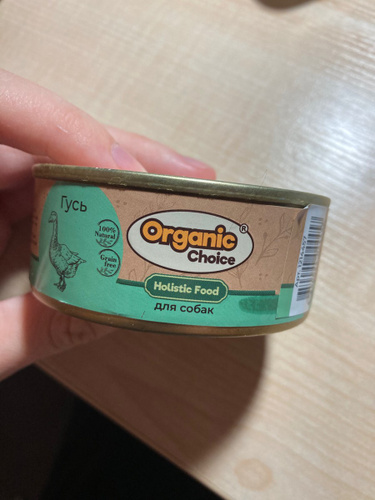 Гусь
100%
Natural
Grain
free
Organic®
Choice
Holistic Food
для собак